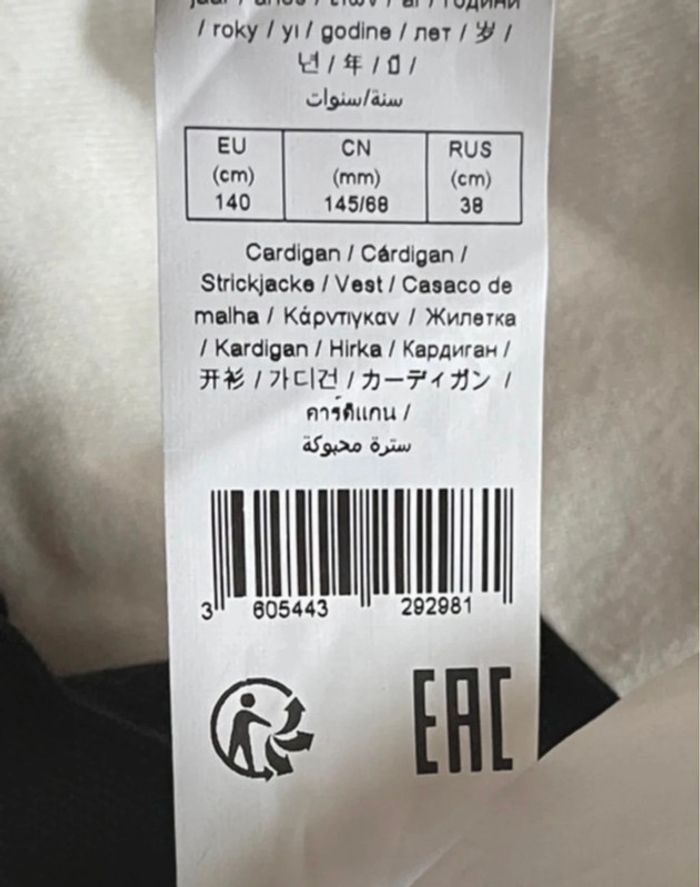 / roky / yı / godine / лет / 岁 /
년 / 年 / ปี /
سنة/سنوات
EU CN RUS
(cm) (mm) (cm)
140 145/68 38
Cardigan / Cárdigan /
Strickjacke / Vest / Casaco de
malha / Κάρντιγκαν / Жилетка
/ Kardigan / Hirka / Кардиган /
开衫 / 가디건 / カーディガン /
คาร์ดิแกน /
سترة محبوكة
3 605443 292981
EAC